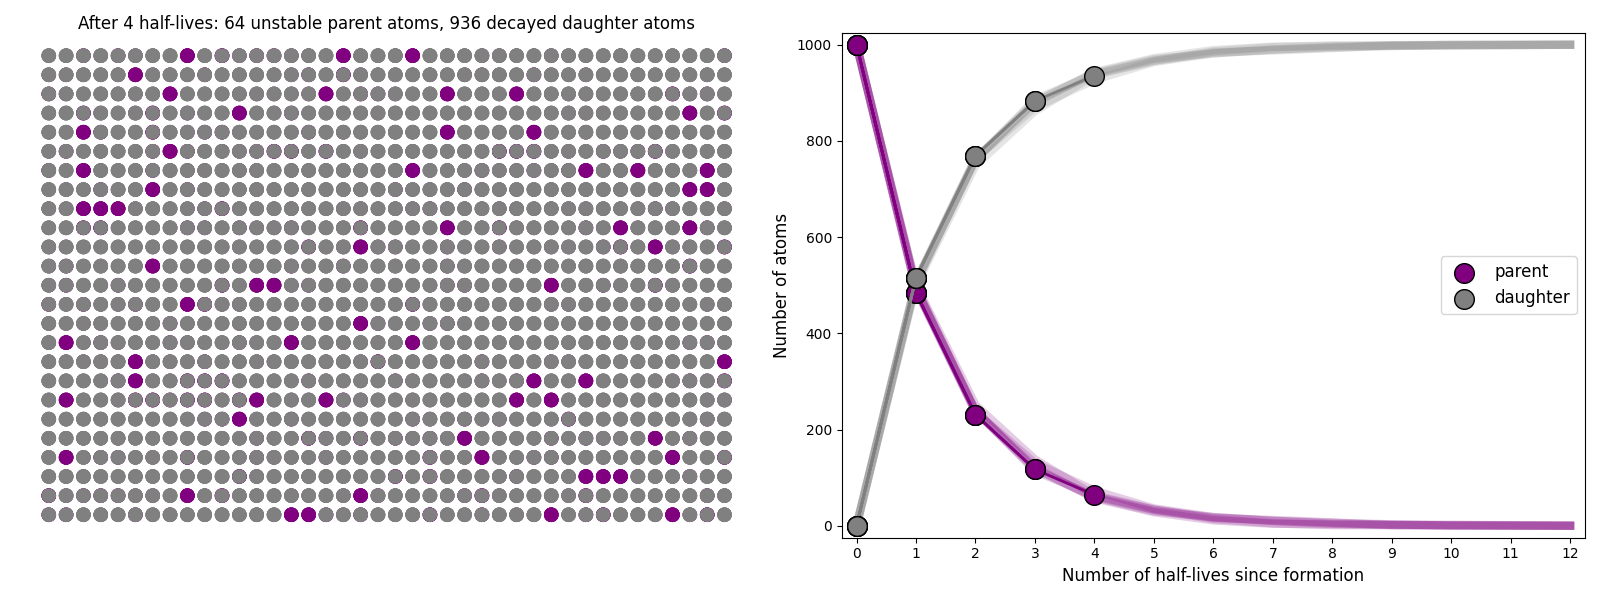 After 4 half-lives: 64 unstable parent atoms, 936 decayed daughter atoms
1000
800
600
400
200
0
Number of atoms
parent
daughter
0 1 2 3 4 5 6 7 8 9 10 11 12
Number of half-lives since formation